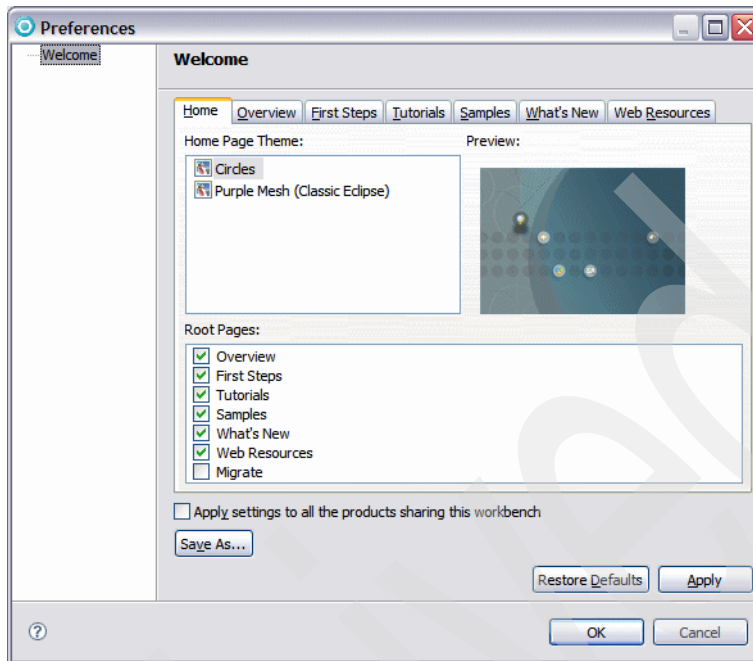 Preferences
Welcome
Welcome
Home Overview First Steps Tutorials Samples What's New Web Resources
Home Page Theme: Preview:
Circles
Purple Mesh (Classic Eclipse)
Root Pages:
Overview
First Steps
Tutorials
Samples
What's New
Web Resources
Migrate
Apply settings to all the products sharing this workbench
Save As...
Restore Defaults Apply
? OK Cancel